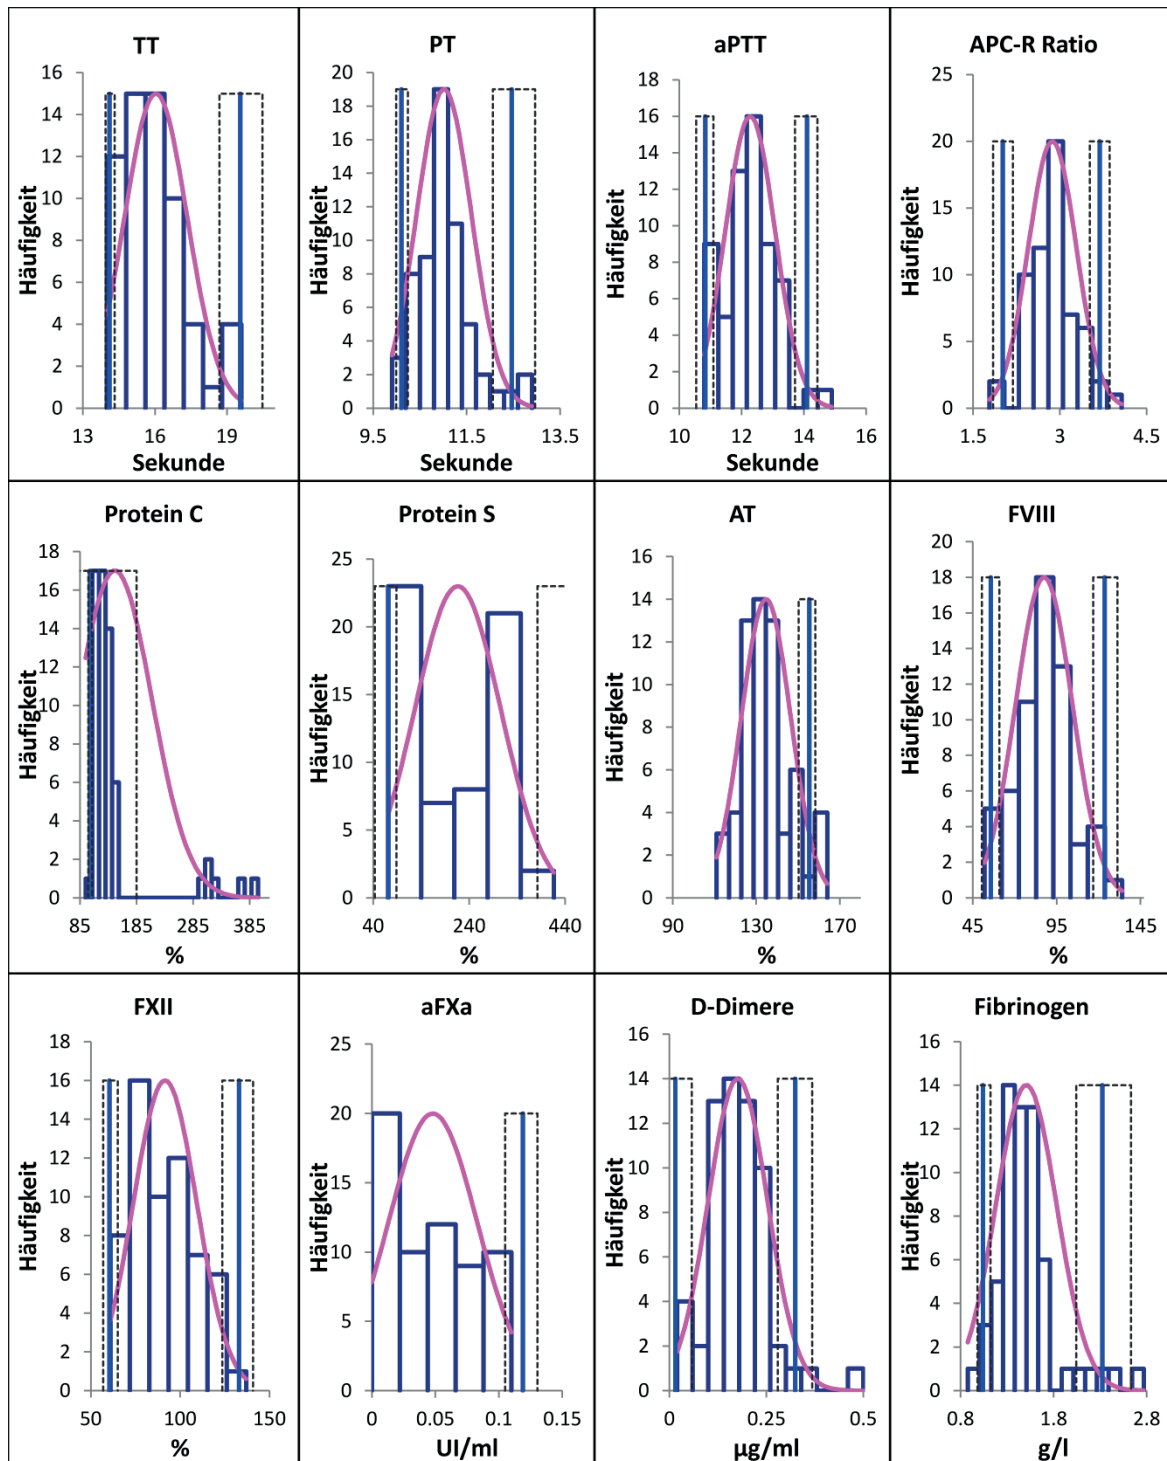 TT
16
14
12
10
8
6
4
2
0
Häufigkeit
13 16 19
Sekunde
PT
20
18
16
14
12
10
8
6
4
2
0
Häufigkeit
9.5 11.5 13.5
Sekunde
aPTT
18
16
14
12
10
8
6
4
2
0
Häufigkeit
10 12 14 16
Sekunde
APC-R Ratio
25
20
15
10
5
0
Häufigkeit
1.5 3 4.5
Protein C
18
16
14
12
10
8
6
4
2
0
Häufigkeit
85 185 285 385
%
Protein S
25
20
15
10
5
0
Häufigkeit
40 240 440
%
AT
16
14
12
10
8
6
4
2
0
Häufigkeit
90 130 170
%
FVIII
20
18
16
14
12
10
8
6
4
2
0
Häufigkeit
45 95 145
%
FXII
18
16
14
12
10
8
6
4
2
0
Häufigkeit
50 100 150
%
aFXa
25
20
15
10
5
0
Häufigkeit
0 0.05 0.1 0.15
UI/ml
D-Dimere
16
14
12
10
8
6
4
2
0
Häufigkeit
0 0.25 0.5
µg/ml
Fibrinogen
16
14
12
10
8
6
4
2
0
Häufigkeit
0.8 1.8 2.8
g/l